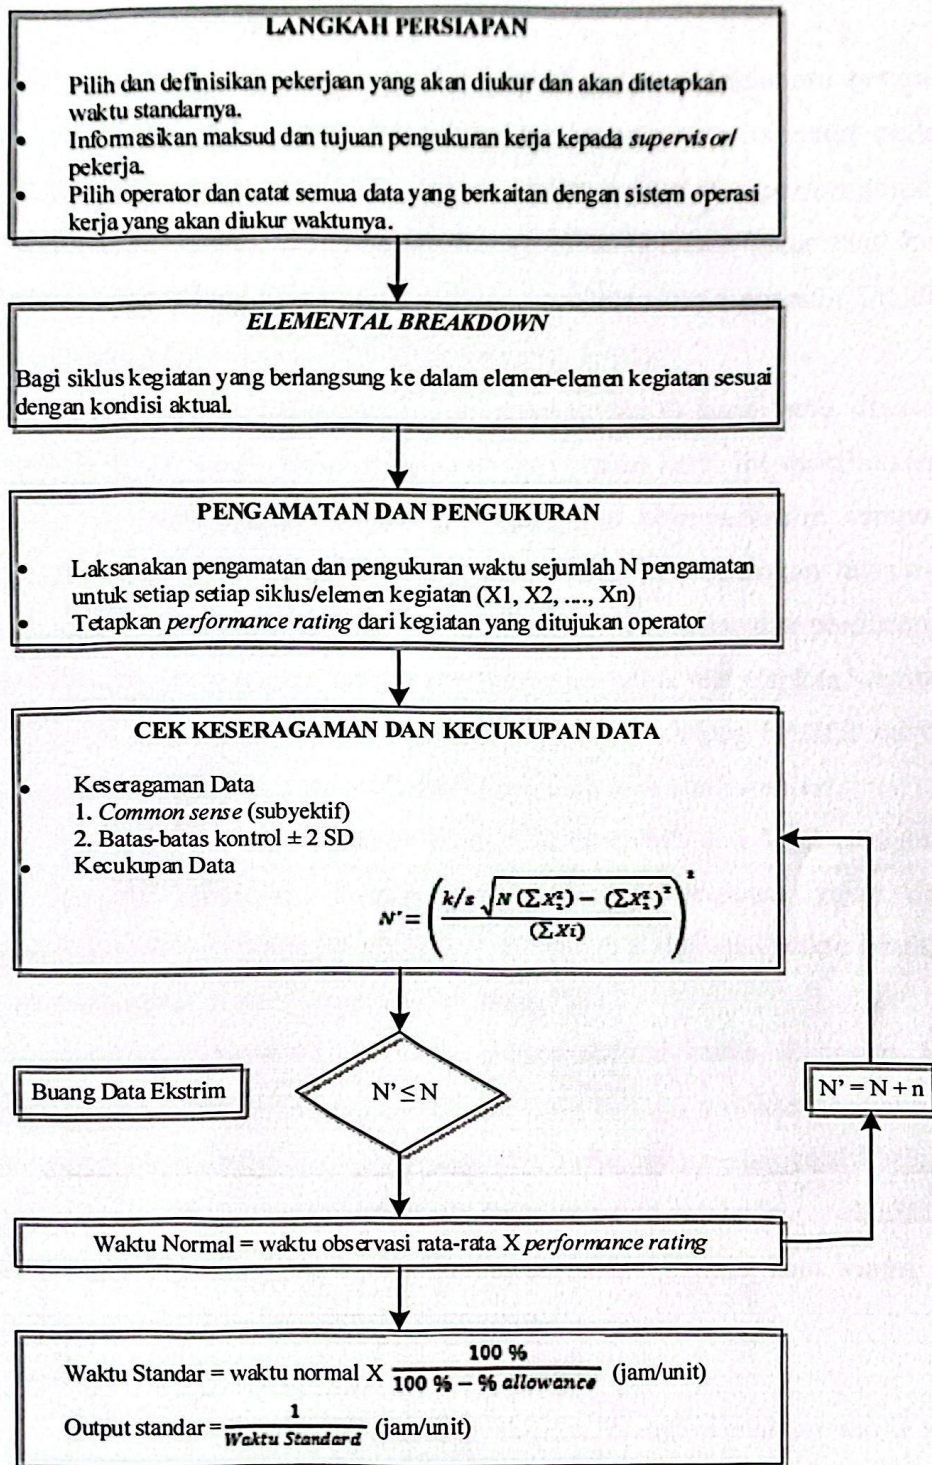 LANGKAH PERSIAPAN
• Pilih dan definisikan pekerjaan yang akan diukur dan akan ditetapkan
waktu standarnya.
• Informasikan maksud dan tujuan pengukuran kerja kepada supervisor/
pekerja.
• Pilih operator dan catat semua data yang berkaitan dengan sistem operasi
kerja yang akan diukur waktunya.
ELEMENTAL BREAKDOWN
Bagi siklus kegiatan yang berlangsung ke dalam elemen-elemen kegiatan sesuai
dengan kondisi aktual.
PENGAMATAN DAN PENGUKURAN
• Laksanakan pengamatan dan pengukuran waktu sejumlah N pengamatan
untuk setiap setiap siklus/elemen kegiatan (X1, X2, ...., Xn)
• Tetapkan performance rating dari kegiatan yang ditujukan operator
CEK KESERAGAMAN DAN KECUKUPAN DATA
• Keseragaman Data
1. Common sense (subyektif)
2. Batas-batas kontrol ± 2 SD
• Kecukupan Data
N' = ( k/s √ N (∑X₁²) − (∑X₁²)² / (∑Xi) )²
Buang Data Ekstrim
N' ≤ N
N' = N + n
Waktu Normal = waktu observasi rata-rata X performance rating
Waktu Standar = waktu normal X 100 % / 100 % − % allowance (jam/unit)
Output standar = 1 / Waktu Standard (jam/unit)